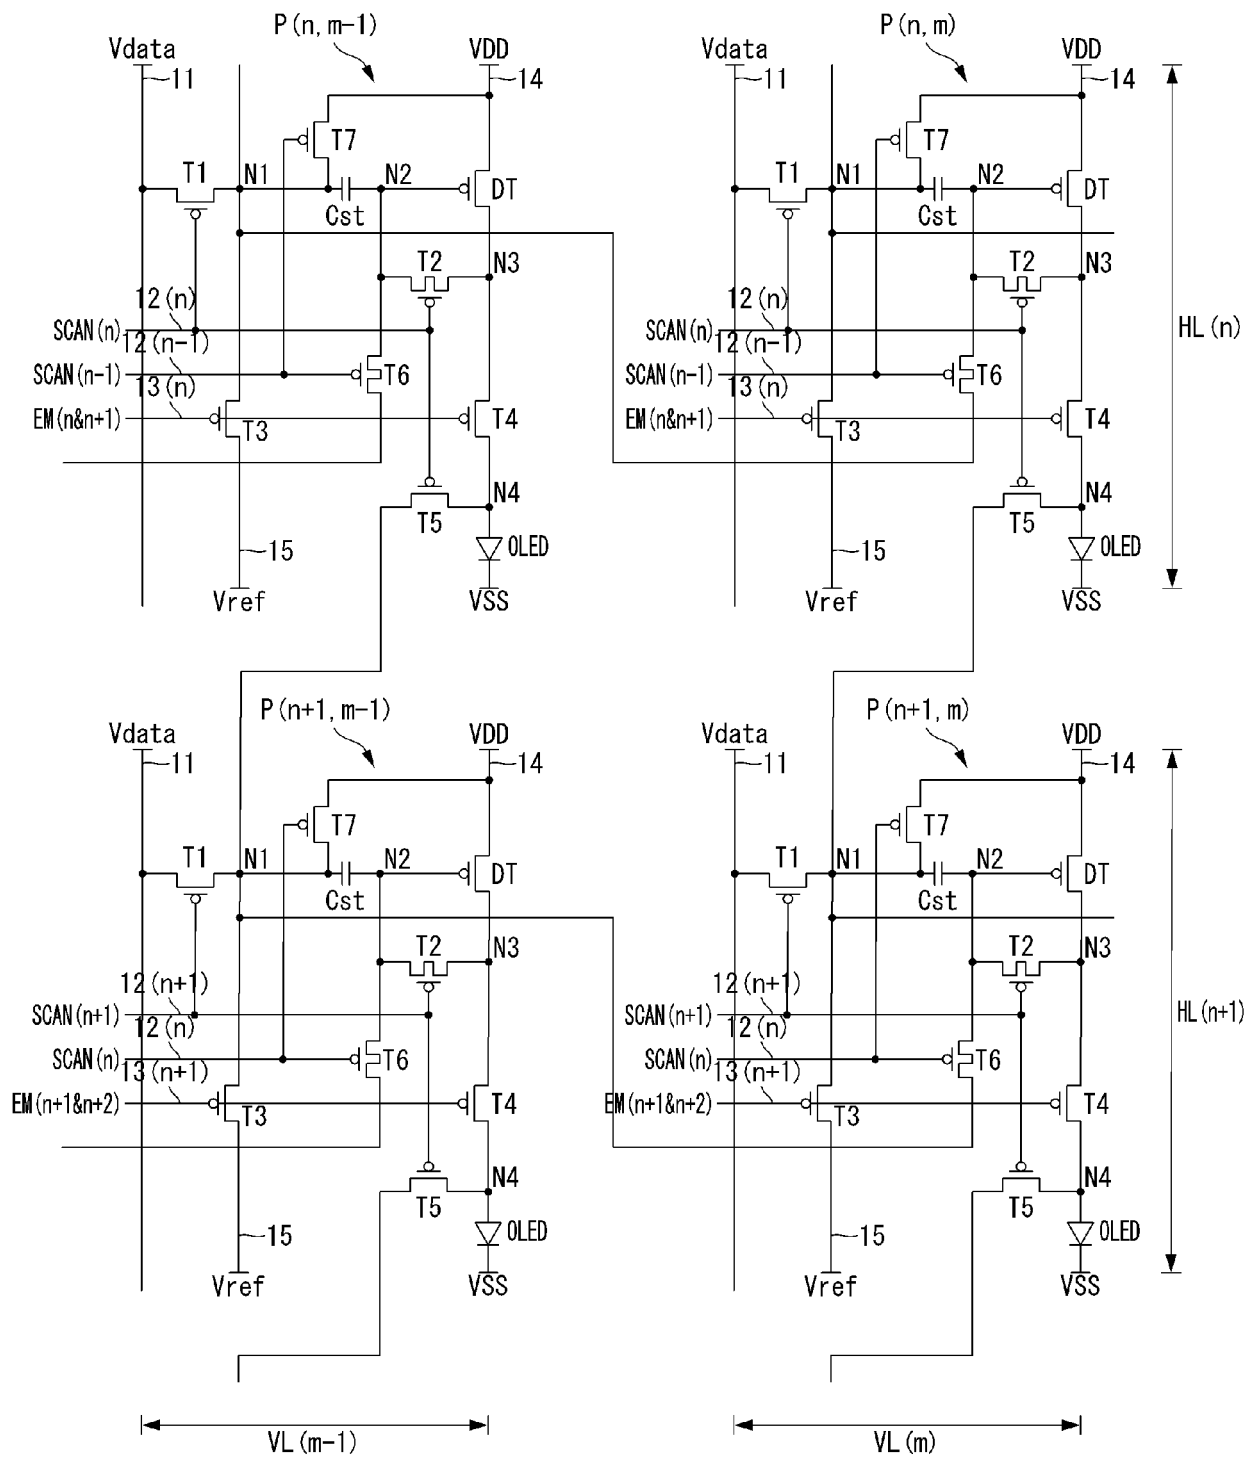 P(n,m-1)
P(n,m)
Vdata
VDD
Vdata
VDD
11
14
11
14
T7
T7
T1
N1
N2
DT
T1
N1
N2
DT
Cst
Cst
T2
N3
T2
N3
12(n)
12(n)
SCAN(n)
SCAN(n)
HL(n)
12(n-1)
12(n-1)
SCAN(n-1)
T6
SCAN(n-1)
T6
13(n)
13(n)
EM(n&n+1)
T3
T4
EM(n&n+1)
T3
T4
N4
N4
T5
T5
15
OLED
15
OLED
Vref
VSS
Vref
VSS
P(n+1,m-1)
P(n+1,m)
Vdata
VDD
Vdata
VDD
11
14
11
14
T7
T7
T1
N1
N2
DT
T1
N1
N2
DT
Cst
Cst
T2
N3
T2
N3
12(n+1)
12(n+1)
SCAN(n+1)
SCAN(n+1)
HL(n+1)
12(n)
12(n)
SCAN(n)
T6
SCAN(n)
T6
13(n+1)
13(n+1)
EM(n+1&n+2)
T3
T4
EM(n+1&n+2)
T3
T4
N4
N4
T5
T5
15
OLED
15
OLED
Vref
VSS
Vref
VSS
VL(m-1)
VL(m)